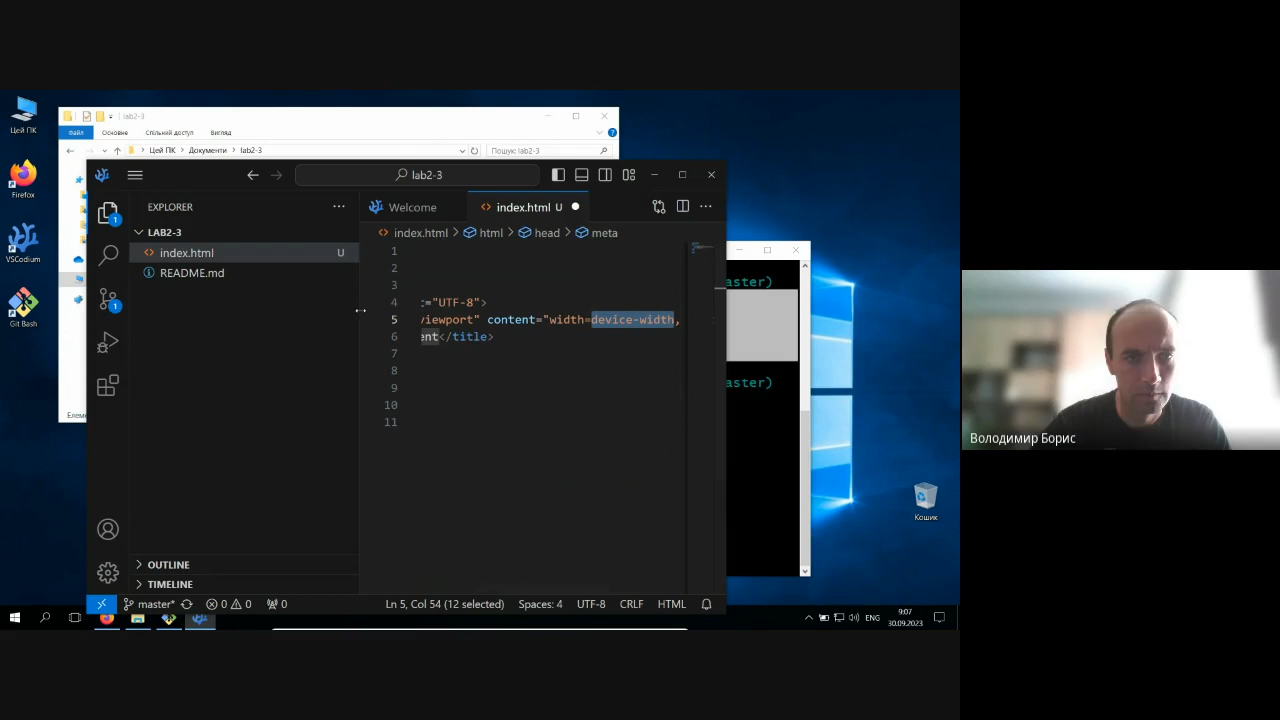 Цей ПК
Firefox
VSCodium
Git Bash
lab2-3
Файл Основне Спільний доступ Вигляд
Цей ПК Документи lab2-3
Пошук: lab2-3
lab2-3
EXPLORER
LAB2-3
index.html U
README.md
OUTLINE
TIMELINE
Welcome
index.html U
index.html > html > head > meta
1
2
3
4 ="UTF-8">
5 viewport" content="width=device-width,
6 ent</title>
7
8
9
10
11
1
1
master* 0 0 0
Ln 5, Col 54 (12 selected) Spaces: 4 UTF-8 CRLF HTML
aster)
aster)
Кошик
ENG
9:07
30.09.2023
Володимир Борис